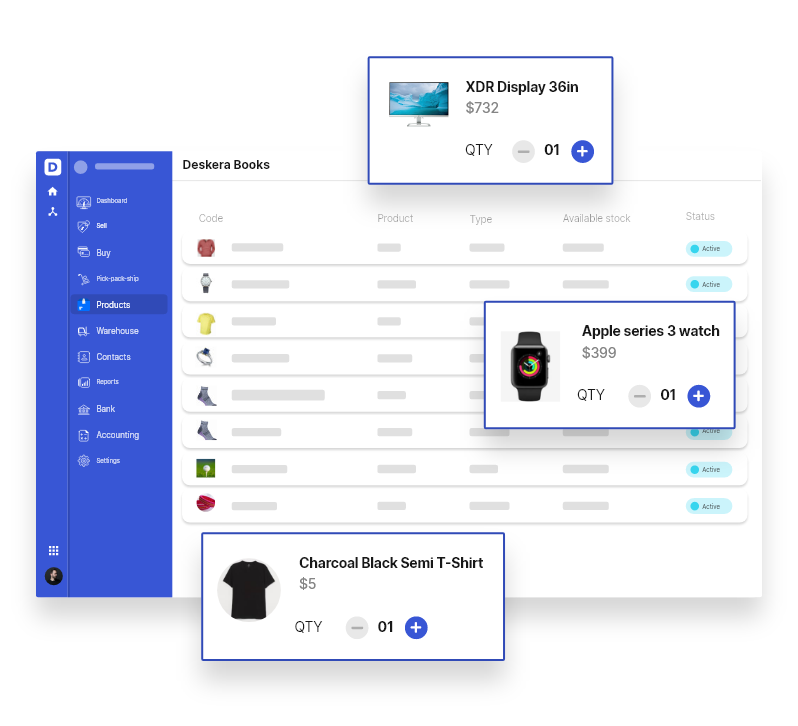 XDR Display 36in
$732
QTY 01
D
Deskera Books
Dashboard
Sell
Buy
Pick-pack-ship
Products
Warehouse
Contacts
Reports
Bank
Accounting
Settings
Code Product Type Available stock Status
Active
Active
Apple series 3 watch
$399
QTY 01
Active
Active
Active
Charcoal Black Semi T-Shirt
$5
QTY 01